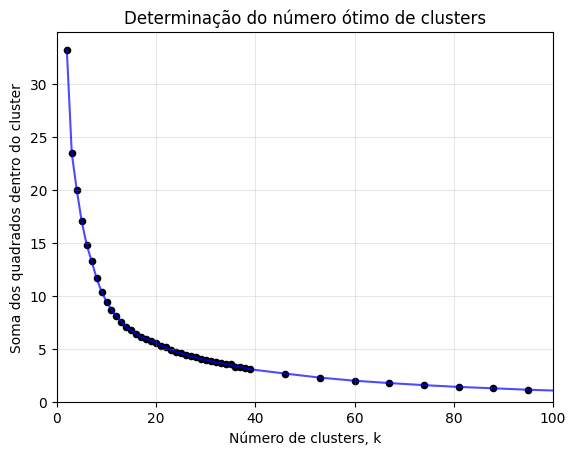 Determinação do número ótimo de clusters
Soma dos quadrados dentro do cluster
30
25
20
15
10
5
0
0 20 40 60 80 100
Número de clusters, k